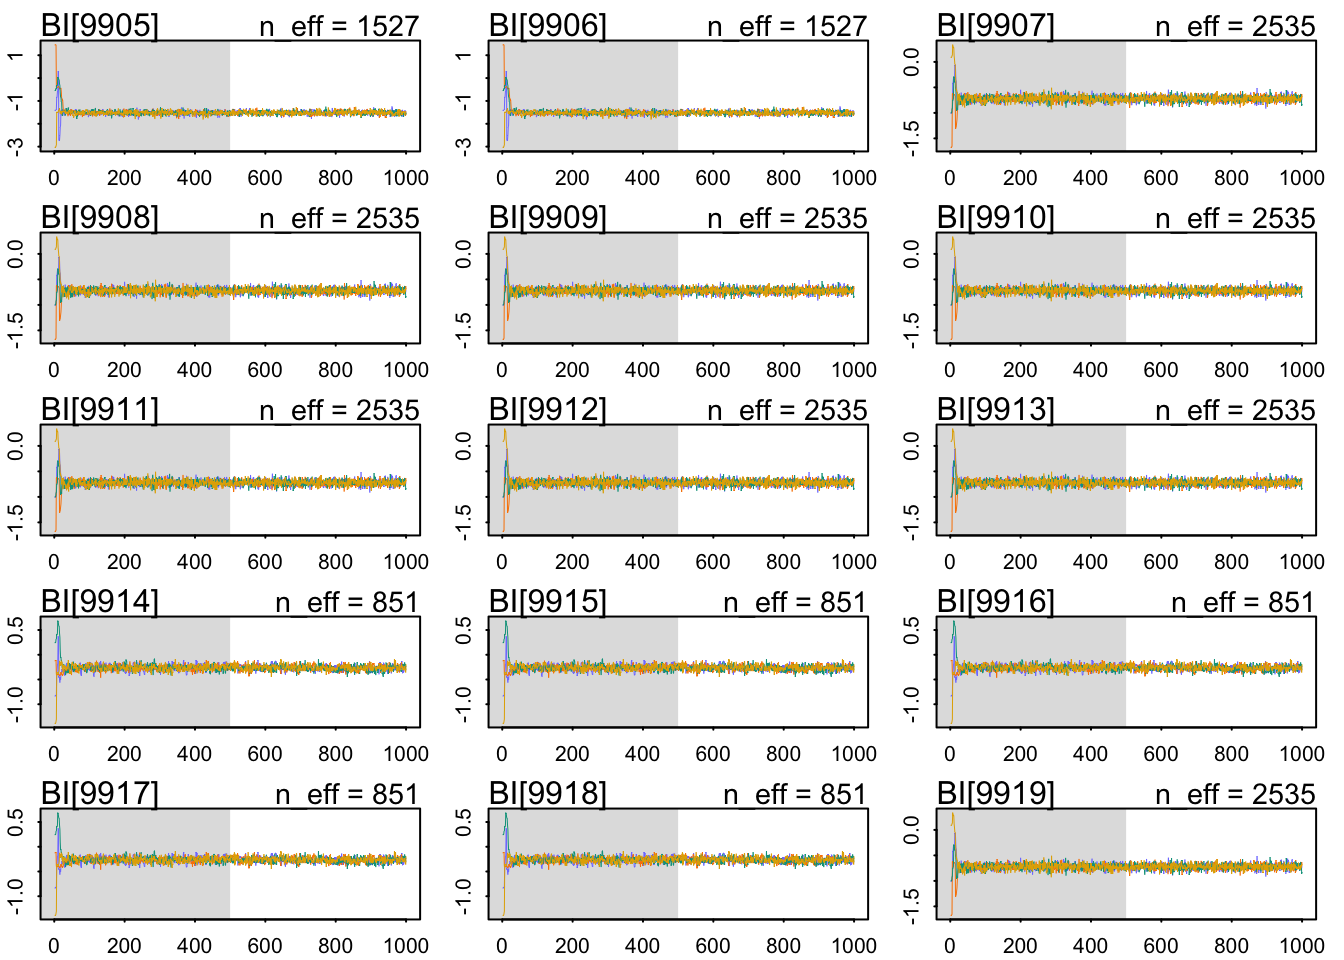 BI[9905] n_eff = 1527 BI[9906] n_eff = 1527 BI[9907] n_eff = 2535
1 -1 -3 1 -1 -3 0.0 -1.5
0 200 400 600 800 1000 0 200 400 600 800 1000 0 200 400 600 800 1000
BI[9908] n_eff = 2535 BI[9909] n_eff = 2535 BI[9910] n_eff = 2535
0.0 -1.5 0.0 -1.5 0.0 -1.5
0 200 400 600 800 1000 0 200 400 600 800 1000 0 200 400 600 800 1000
BI[9911] n_eff = 2535 BI[9912] n_eff = 2535 BI[9913] n_eff = 2535
0.0 -1.5 0.0 -1.5 0.0 -1.5
0 200 400 600 800 1000 0 200 400 600 800 1000 0 200 400 600 800 1000
BI[9914] n_eff = 851 BI[9915] n_eff = 851 BI[9916] n_eff = 851
0.5 -1.0 0.5 -1.0 0.5 -1.0
0 200 400 600 800 1000 0 200 400 600 800 1000 0 200 400 600 800 1000
BI[9917] n_eff = 851 BI[9918] n_eff = 851 BI[9919] n_eff = 2535
0.5 -1.0 0.5 -1.0 0.0 -1.5
0 200 400 600 800 1000 0 200 400 600 800 1000 0 200 400 600 800 1000